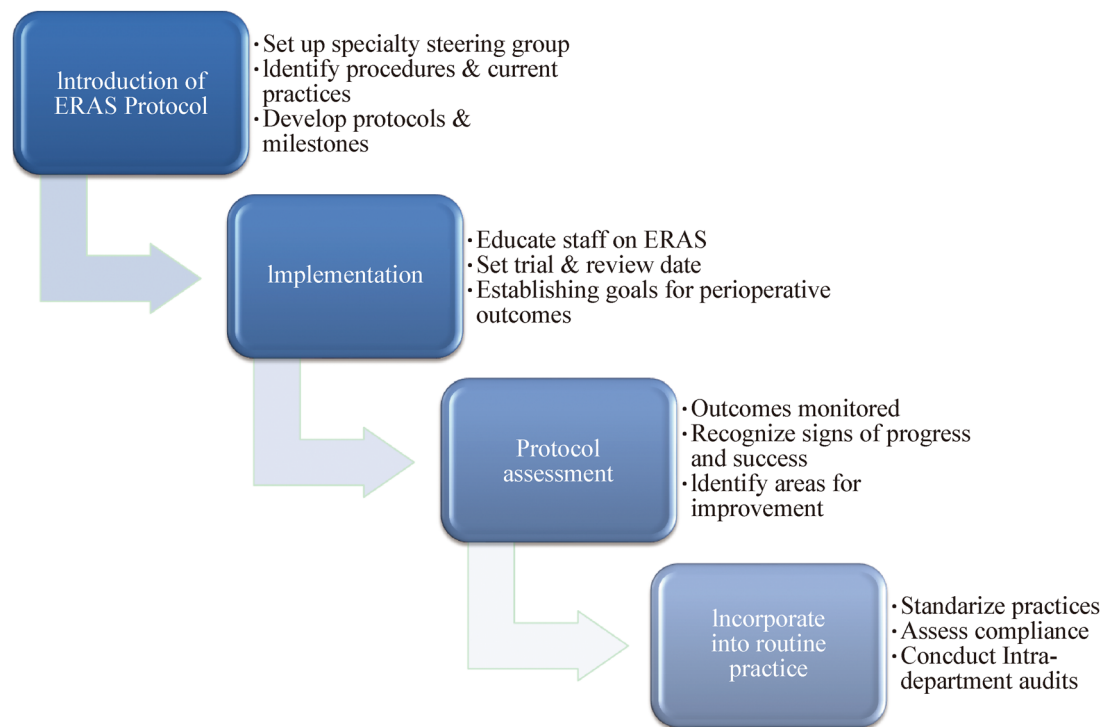 Introduction of
ERAS Protocol
· Set up specialty steering group
· Identify procedures & current
practices
· Develop protocols &
milestones
Implementation
· Educate staff on ERAS
· Set trial & review date
· Establishing goals for perioperative
outcomes
Protocol
assessment
· Outcomes monitored
· Recognize signs of progress
and success
· Identify areas for
improvement
Incorporate
into routine
practice
· Standarize practices
· Assess compliance
· Concduct Intra-
department audits